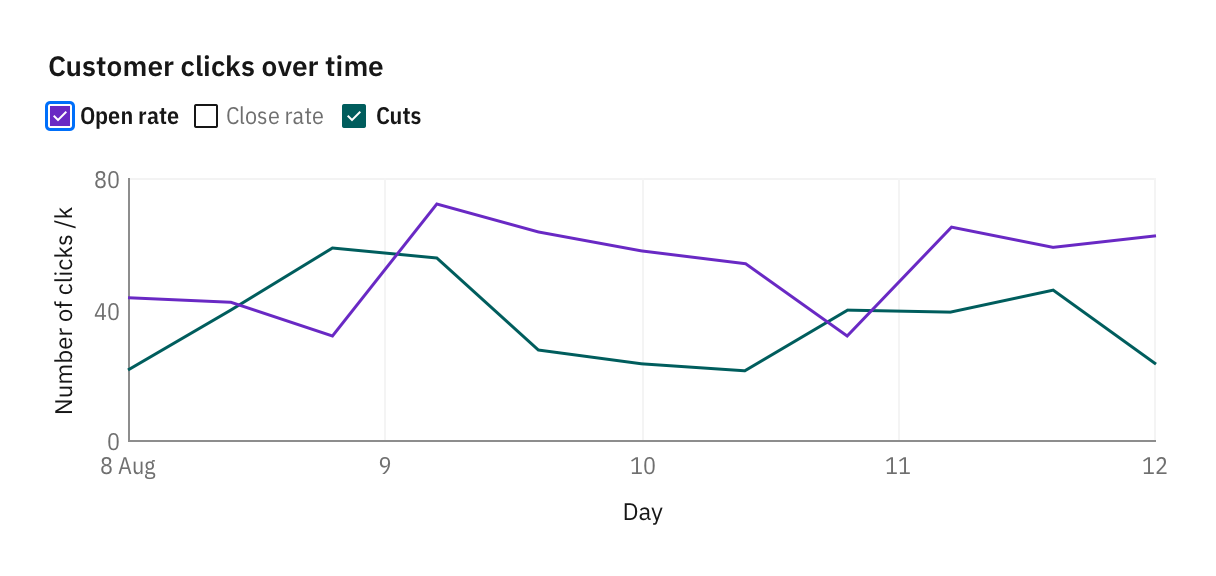 Customer clicks over time
Open rate Close rate Cuts
80
Number of clicks /k
40
0
8 Aug 9 10 11 12
Day